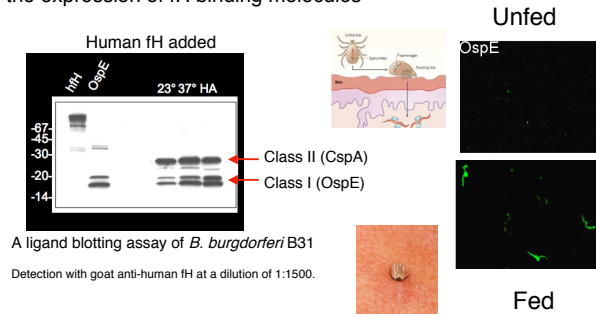 the expression of fH binding molecules
Unfed
Human fH added
OspE
hfH
OspE
23° 37° HA
-67-
-45-
-30-
-20-
-14-
Class II (CspA)
Class I (OspE)
A ligand blotting assay of B. burgdorferi B31
Detection with goat anti-human fH at a dilution of 1:1500.
Fed